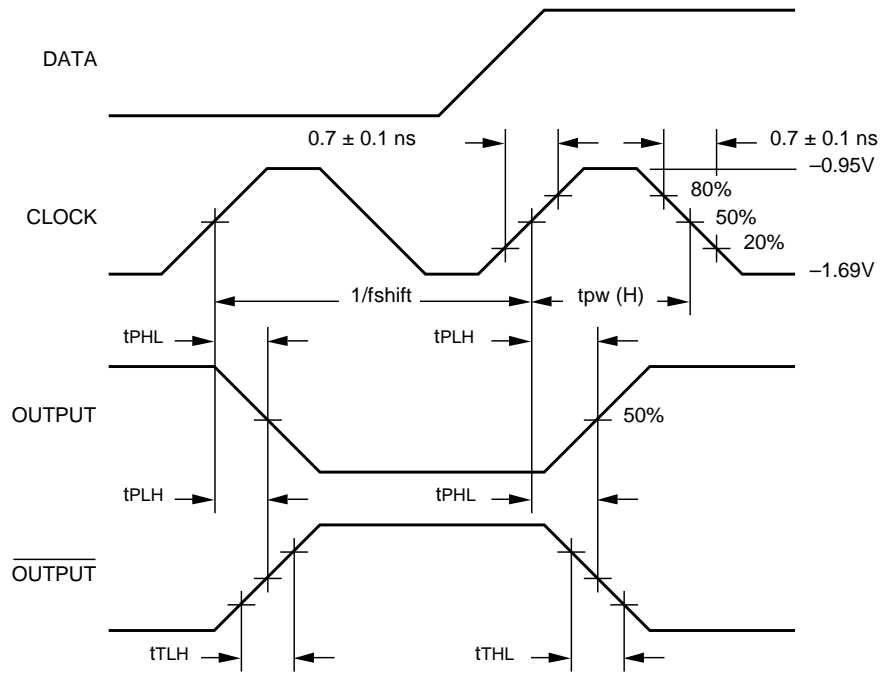 DATA
0.7 ± 0.1 ns 0.7 ± 0.1 ns
–0.95V
80%
CLOCK 50%
20%
–1.69V
1/fshift tpw (H)
tPHL tPLH
OUTPUT 50%
tPLH tPHL
OUTPUT
tTLH tTHL